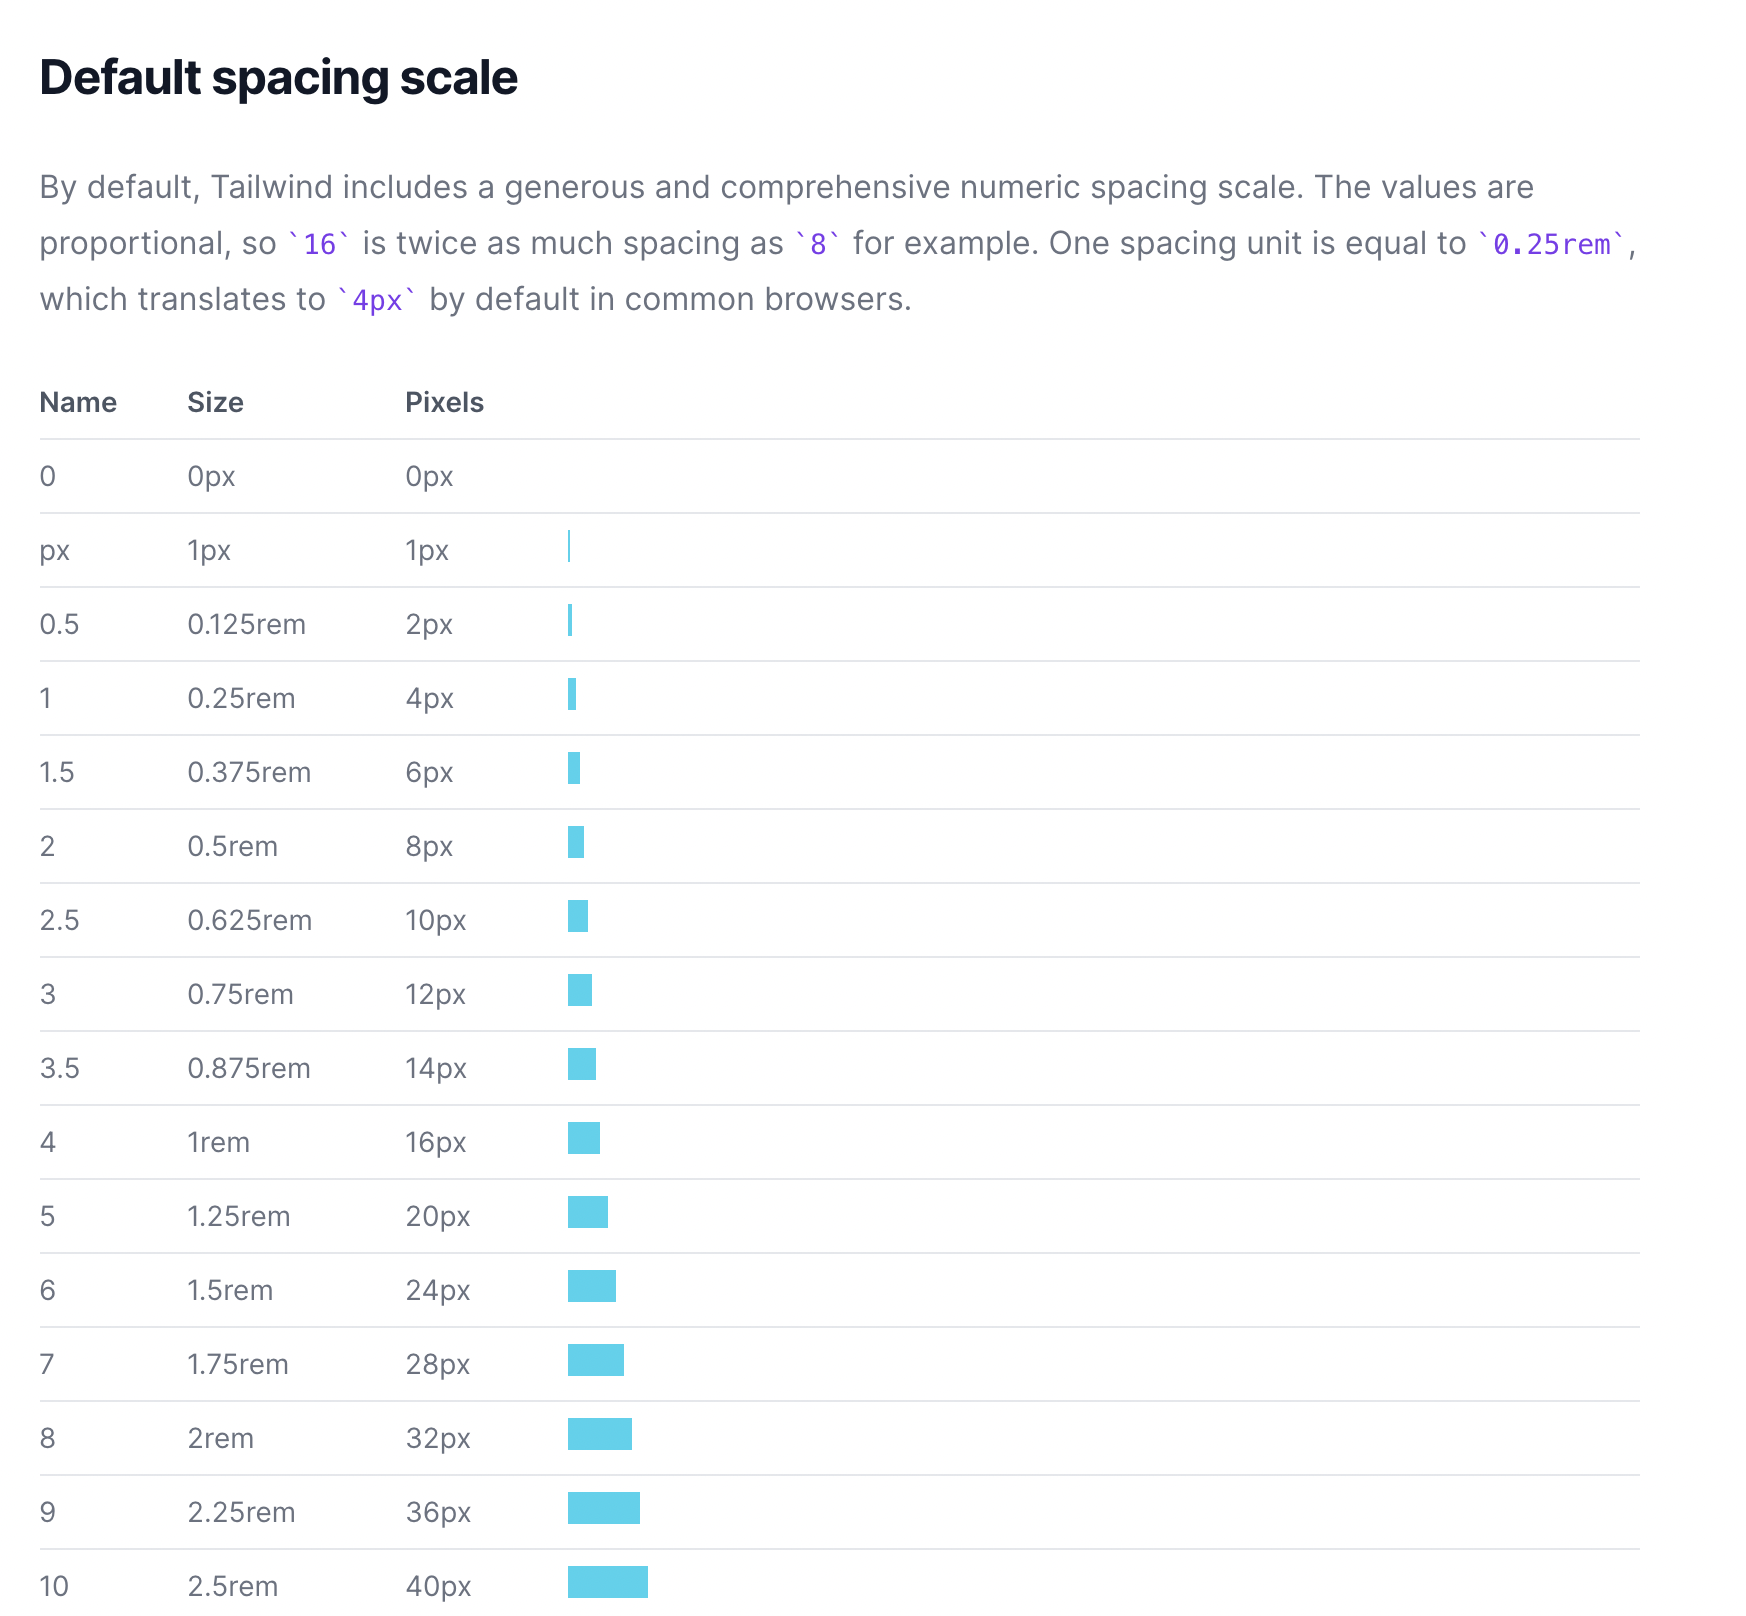 Default spacing scale
By default, Tailwind includes a generous and comprehensive numeric spacing scale. The values are
proportional, so `16` is twice as much spacing as `8` for example. One spacing unit is equal to `0.25rem`,
which translates to `4px` by default in common browsers.
Name Size Pixels
0 0px 0px
px 1px 1px
0.5 0.125rem 2px
1 0.25rem 4px
1.5 0.375rem 6px
2 0.5rem 8px
2.5 0.625rem 10px
3 0.75rem 12px
3.5 0.875rem 14px
4 1rem 16px
5 1.25rem 20px
6 1.5rem 24px
7 1.75rem 28px
8 2rem 32px
9 2.25rem 36px
10 2.5rem 40px